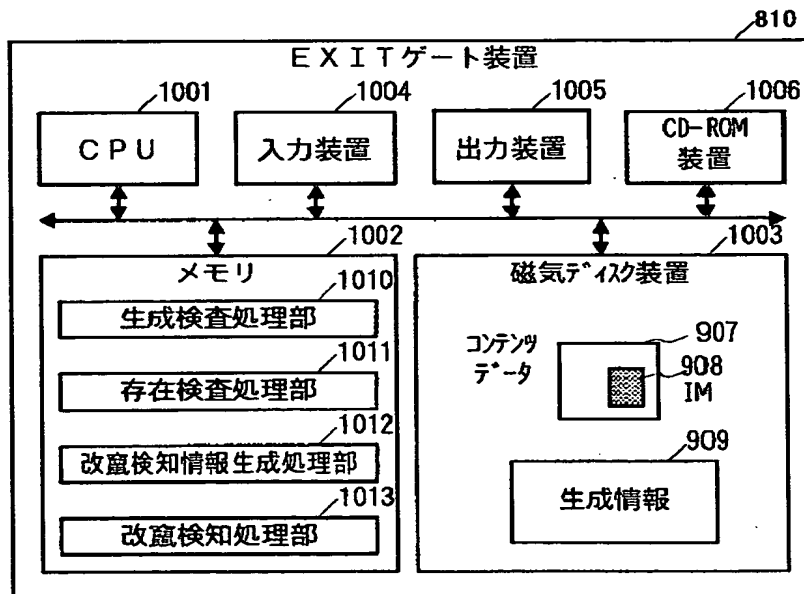 810
ＥＸＩＴゲート装置
1001
1004
1005
1006
ＣＰＵ
入力装置
出力装置
CD-ROM
装置
1002
1003
メモリ
磁気ディスク装置
1010
生成検査処理部
1011
存在検査処理部
1012
改竄検知情報生成処理部
1013
改竄検知処理部
コンテンツ
データ
907
908
IM
909
生成情報